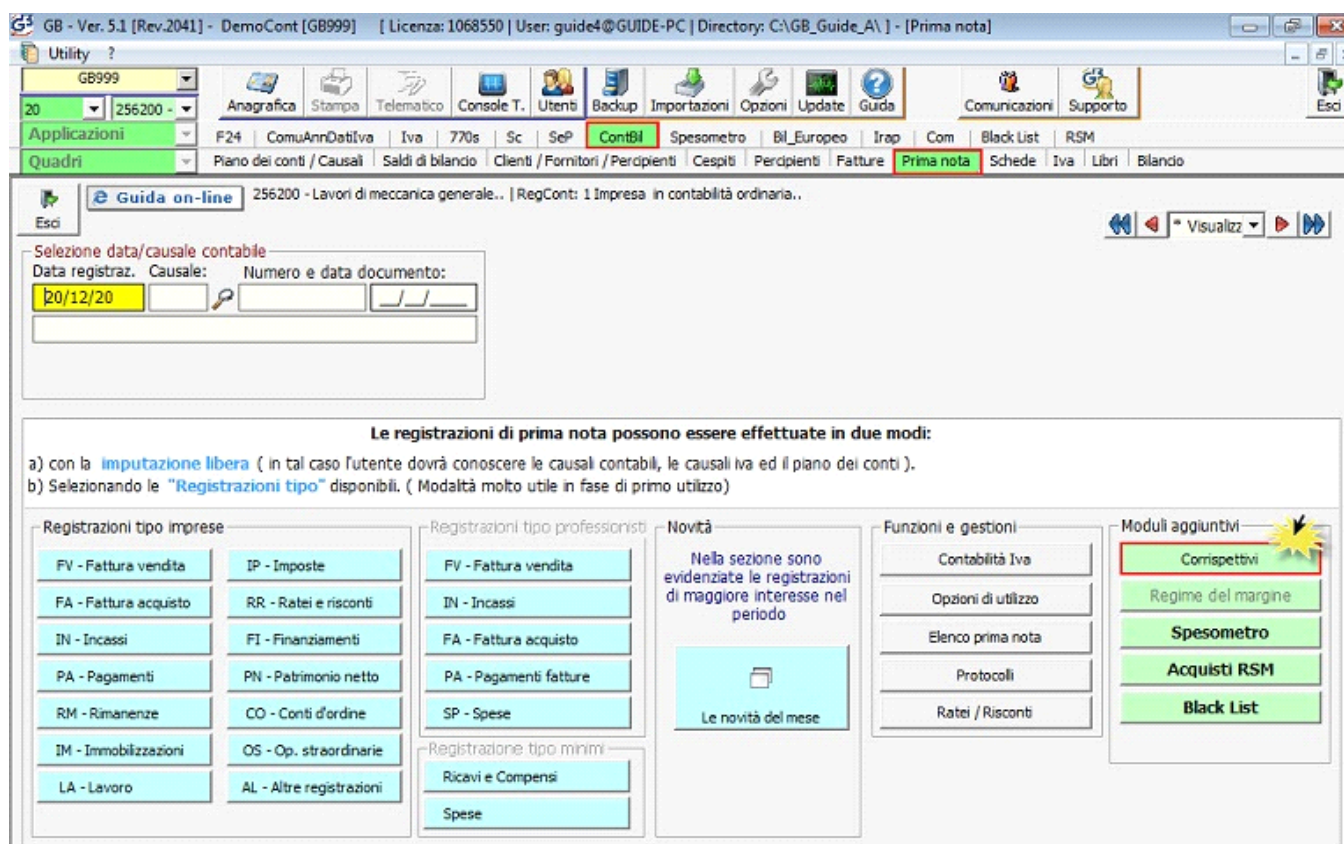 GB - Ver. 5.1 [Rev.2041] - DemoCont [GB999] [ Licenza: 1068550 | User: guide4@GUIDE-PC | Directory: C:\GB_Guide_A\ ] - [Prima nota]
Utility ?
GB999
20 256200 -
Anagrafica Stampa Telematico Console T. Utenti Backup Importazioni Opzioni Update Guida Comunicazioni Supporto Esci
Applicazioni F24 | ComuAnnDatiIva | Iva | 770s | Sc | SeP | ContBil | Spesometro | Bil_Europeo | Irap | Com | Black List | RSM
Quadri Piano dei conti / Causali | Saldi di bilancio | Clienti / Fornitori / Percipienti | Cespiti | Percipienti | Fatture | Prima nota | Schede | Iva | Libri | Bilancio
Esci Guida on-line 256200 - Lavori di meccanica generale.. | RegCont: 1 Impresa in contabilità ordinaria..
* Visualizz
Selezione data/causale contabile
Data registraz. Causale: Numero e data documento:
20/12/20 __/__/____
Le registrazioni di prima nota possono essere effettuate in due modi:
a) con la imputazione libera ( in tal caso l'utente dovrà conoscere le causali contabili, le causali iva ed il piano dei conti ).
b) Selezionando le "Registrazioni tipo" disponibili. ( Modalità molto utile in fase di primo utilizzo)
Registrazioni tipo imprese
FV - Fattura vendita
FA - Fattura acquisto
IN - Incassi
PA - Pagamenti
RM - Rimanenze
IM - Immobilizzazioni
LA - Lavoro
IP - Imposte
RR - Ratei e risconti
FI - Finanziamenti
PN - Patrimonio netto
CO - Conti d'ordine
OS - Op. straordinarie
AL - Altre registrazioni
Registrazioni tipo professionisti
FV - Fattura vendita
IN - Incassi
FA - Fattura acquisto
PA - Pagamenti fatture
SP - Spese
Registrazione tipo minimi
Ricavi e Compensi
Spese
Novità
Nella sezione sono
evidenziate le registrazioni
di maggiore interesse nel
periodo
Le novità del mese
Funzioni e gestioni
Contabilità Iva
Opzioni di utilizzo
Elenco prima nota
Protocolli
Ratei / Risconti
Moduli aggiuntivi
Corrispettivi
Regime del margine
Spesometro
Acquisti RSM
Black List